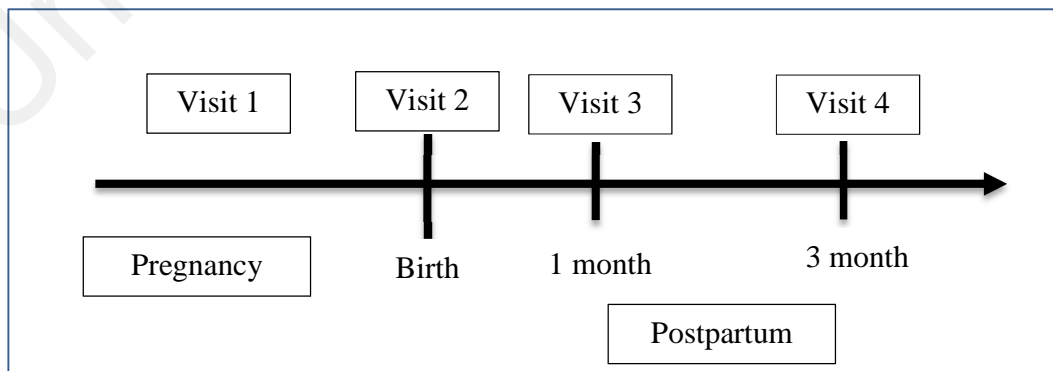 Visit 1
Visit 2
Visit 3
Visit 4
Pregnancy
Birth
1 month
3 month
Postpartum